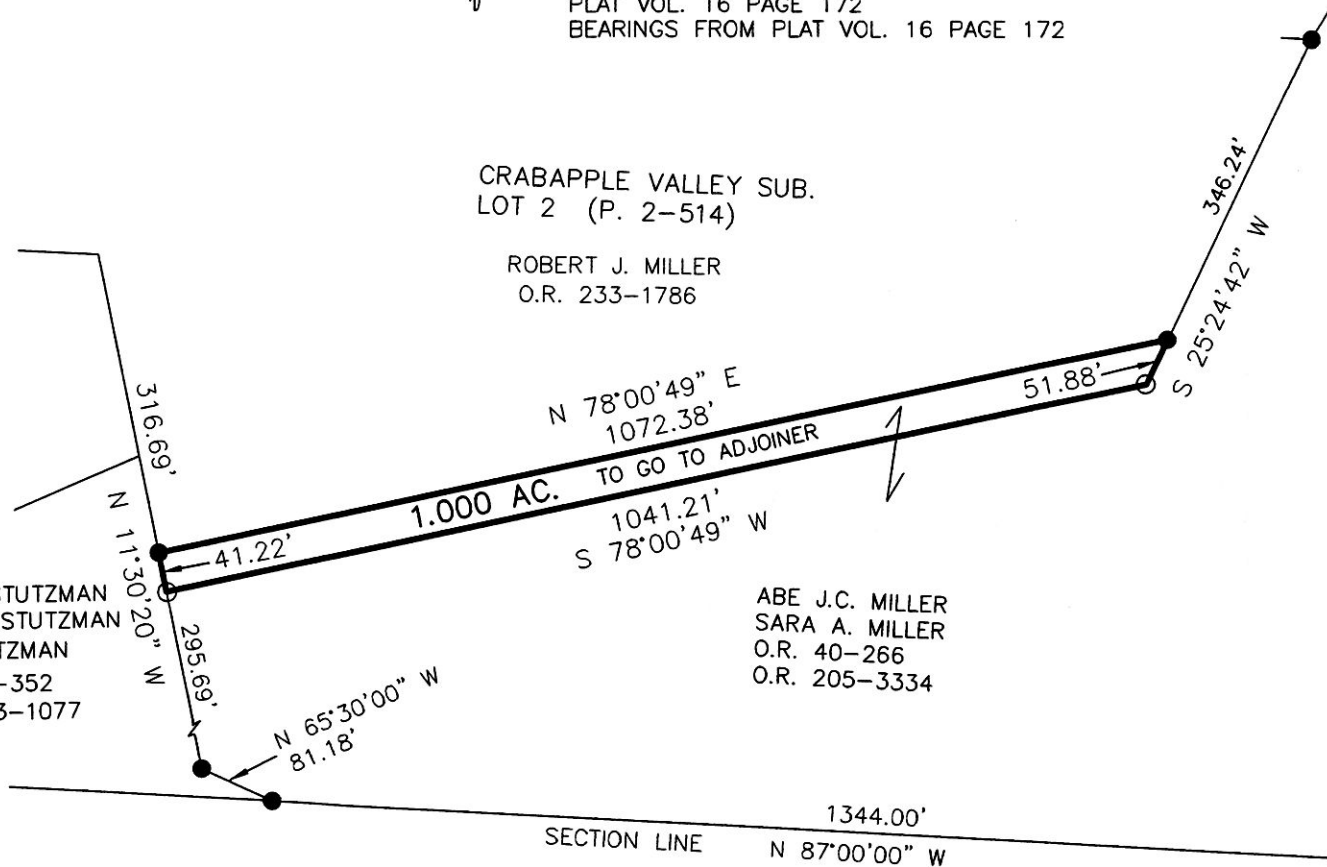 PLAT VOL. 16 PAGE 172
BEARINGS FROM PLAT VOL. 16 PAGE 172
CRABAPPLE VALLEY SUB.
LOT 2 (P. 2-514)
ROBERT J. MILLER
O.R. 233-1786
346.24'
S 25°24'42" W
51.88'
316.69'
N 78°00'49" E
1072.38'
1.000 AC. TO GO TO ADJOINER
41.22'
1041.21'
S 78°00'49" W
N 11°30'20" W
STUTZMAN
STUTZMAN
TZMAN
-352
3-1077
295.69'
ABE J.C. MILLER
SARA A. MILLER
O.R. 40-266
O.R. 205-3334
N 65°30'00" W
81.18'
1344.00'
SECTION LINE N 87°00'00" W